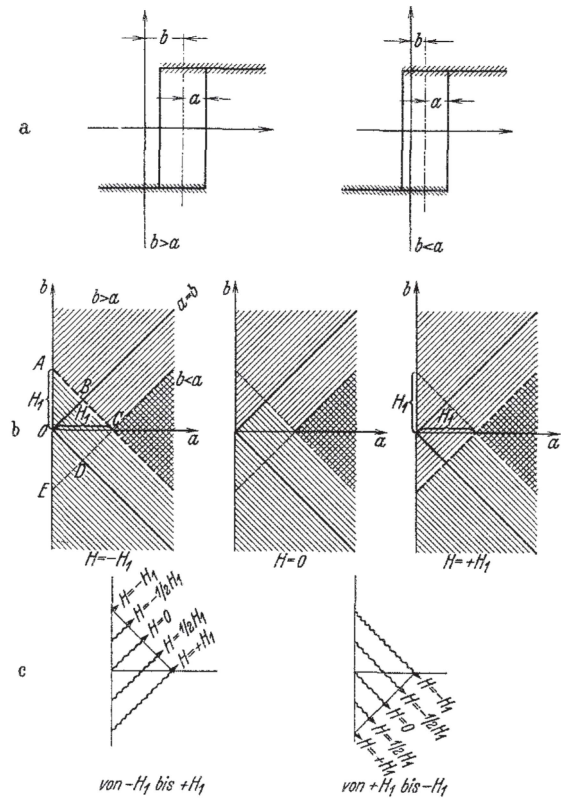 a
b
a
b>a
b
a
b<a
b
b
b>a
a=b
A
B
H₁
H₁
b<a
C
O
a
D
E
H=−H₁
b
a
H=0
b
H₁
H₁
a
H=+H₁
c
H=−H₁
H=−1/2H₁
H=0
H=1/2H₁
H=+H₁
von −H₁ bis +H₁
H=−H₁
H=−1/2H₁
H=0
H=1/2H₁
H=+H₁
von +H₁ bis −H₁